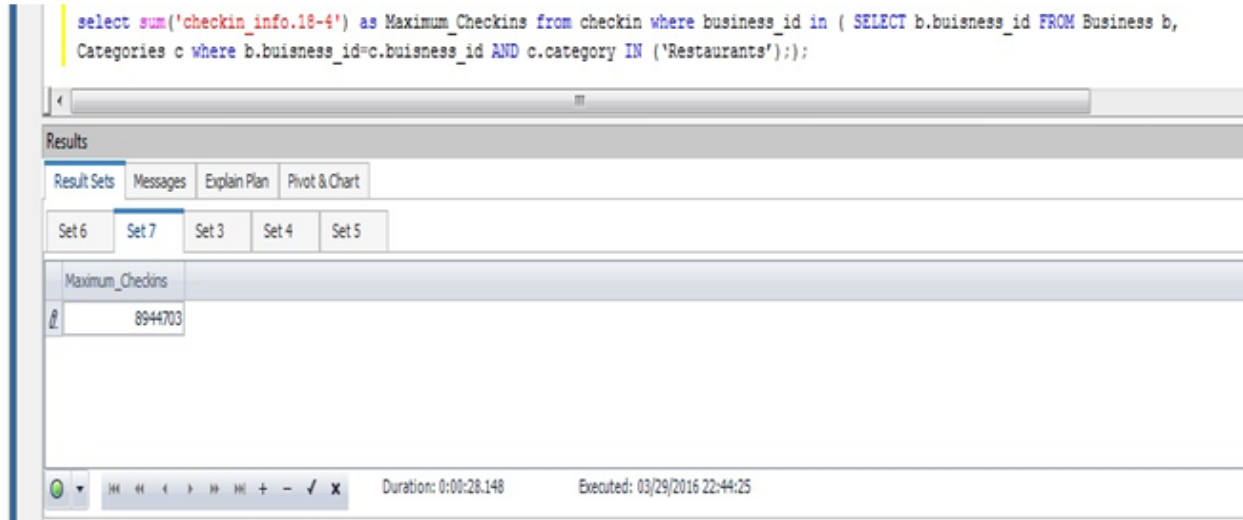 select sum('checkin_info.18-4') as Maximum_Checkins from checkin where business_id in ( SELECT b.buisness_id FROM Business b,
Categories c where b.buisness_id=c.buisness_id AND c.category IN (‘Restaurants’););
Results
Result Sets Messages Explain Plan Pivot & Chart
Set 6 Set 7 Set 3 Set 4 Set 5
Maximum_Checkins
8944703
Duration: 0:00:28.148 Executed: 03/29/2016 22:44:25